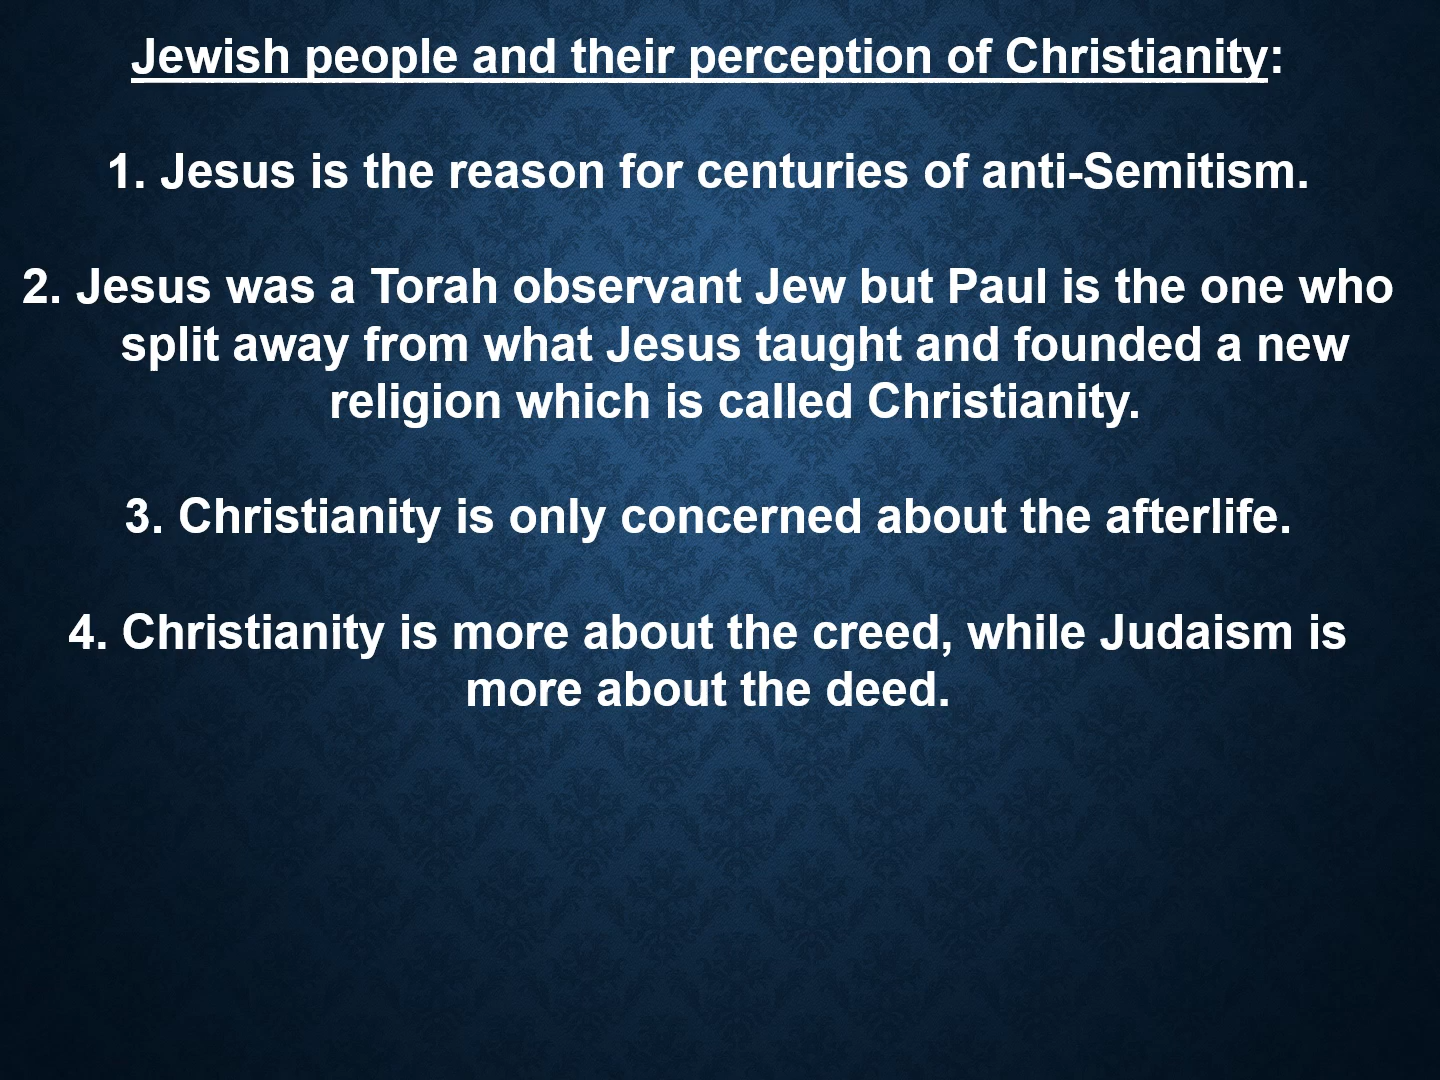 Jewish people and their perception of Christianity:
1. Jesus is the reason for centuries of anti-Semitism.
2. Jesus was a Torah observant Jew but Paul is the one who
split away from what Jesus taught and founded a new
religion which is called Christianity.
3. Christianity is only concerned about the afterlife.
4. Christianity is more about the creed, while Judaism is
more about the deed.